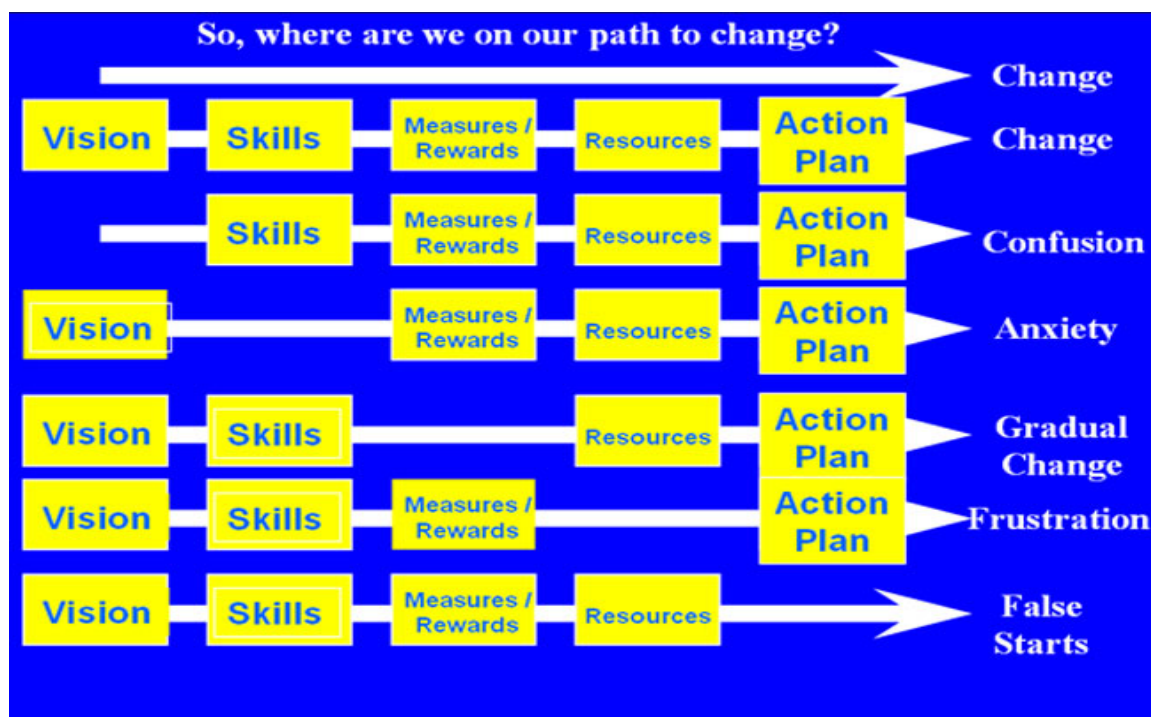 So, where are we on our path to change?
Change
Vision Skills Measures / Rewards Resources Action Plan Change
Skills Measures / Rewards Resources Action Plan Confusion
Vision Measures / Rewards Resources Action Plan Anxiety
Vision Skills Resources Action Plan Gradual Change
Vision Skills Measures / Rewards Action Plan Frustration
Vision Skills Measures / Rewards Resources False Starts